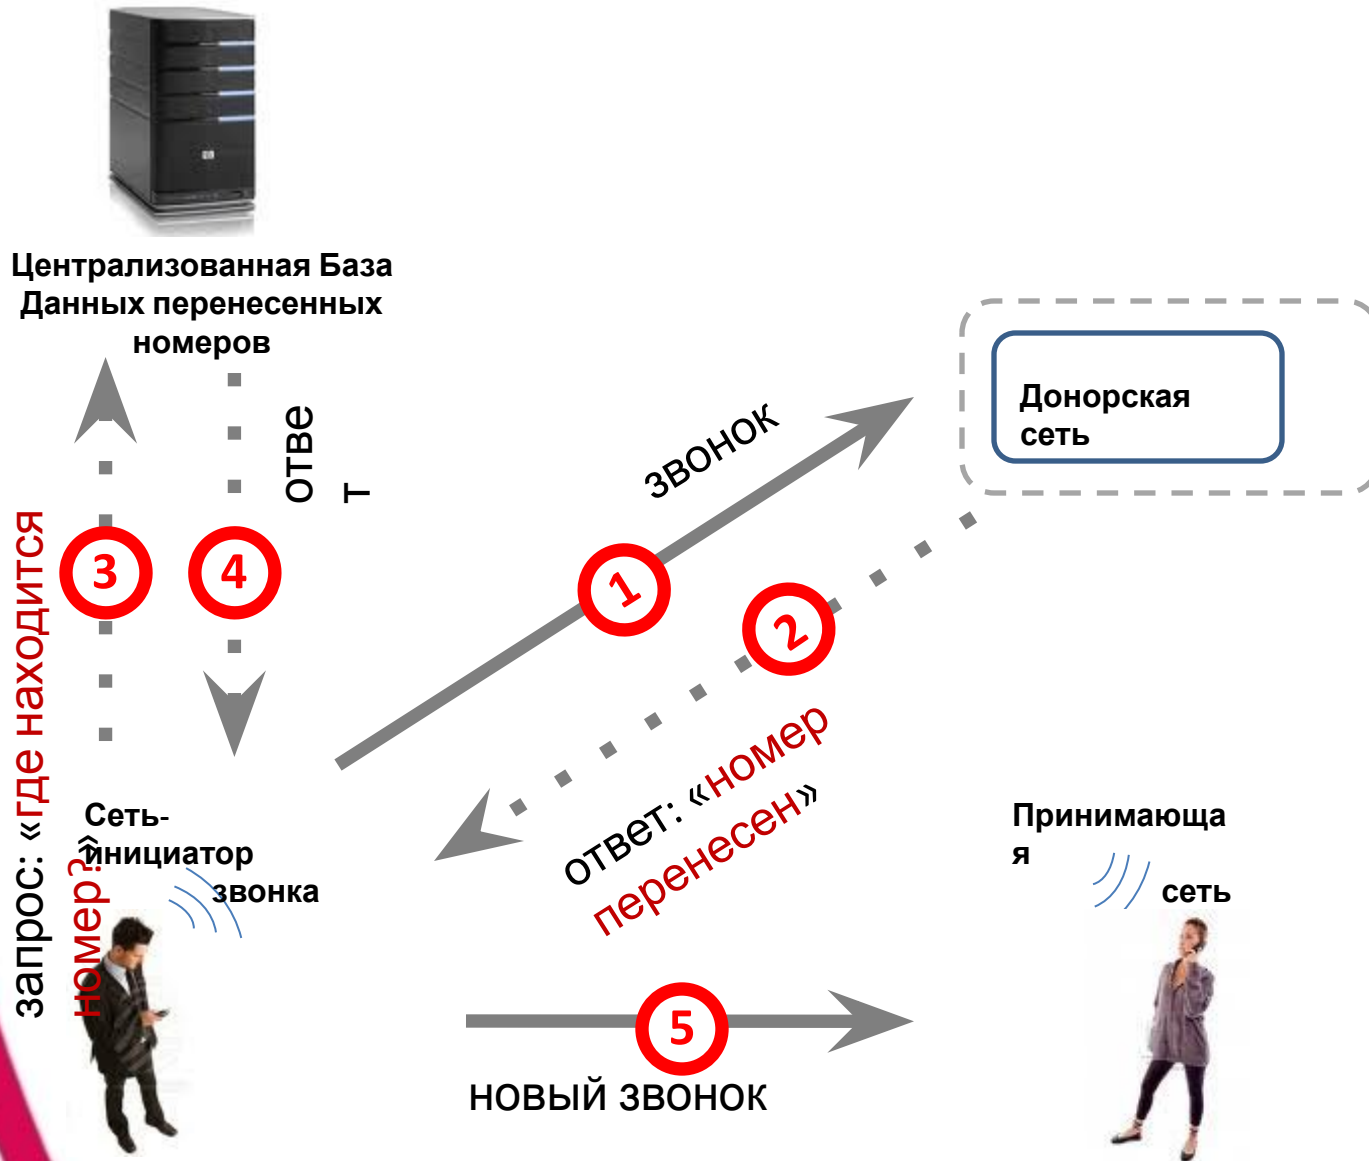 Централизованная База
Данных перенесенных
номеров
Донорская
сеть
отве
т
звонок
запрос: «где находится
номер?»
3
4
1
2
ответ: «номер
перенесен»
Сеть-
инициатор
звонка
Принимающа
я
сеть
5
новый звонок